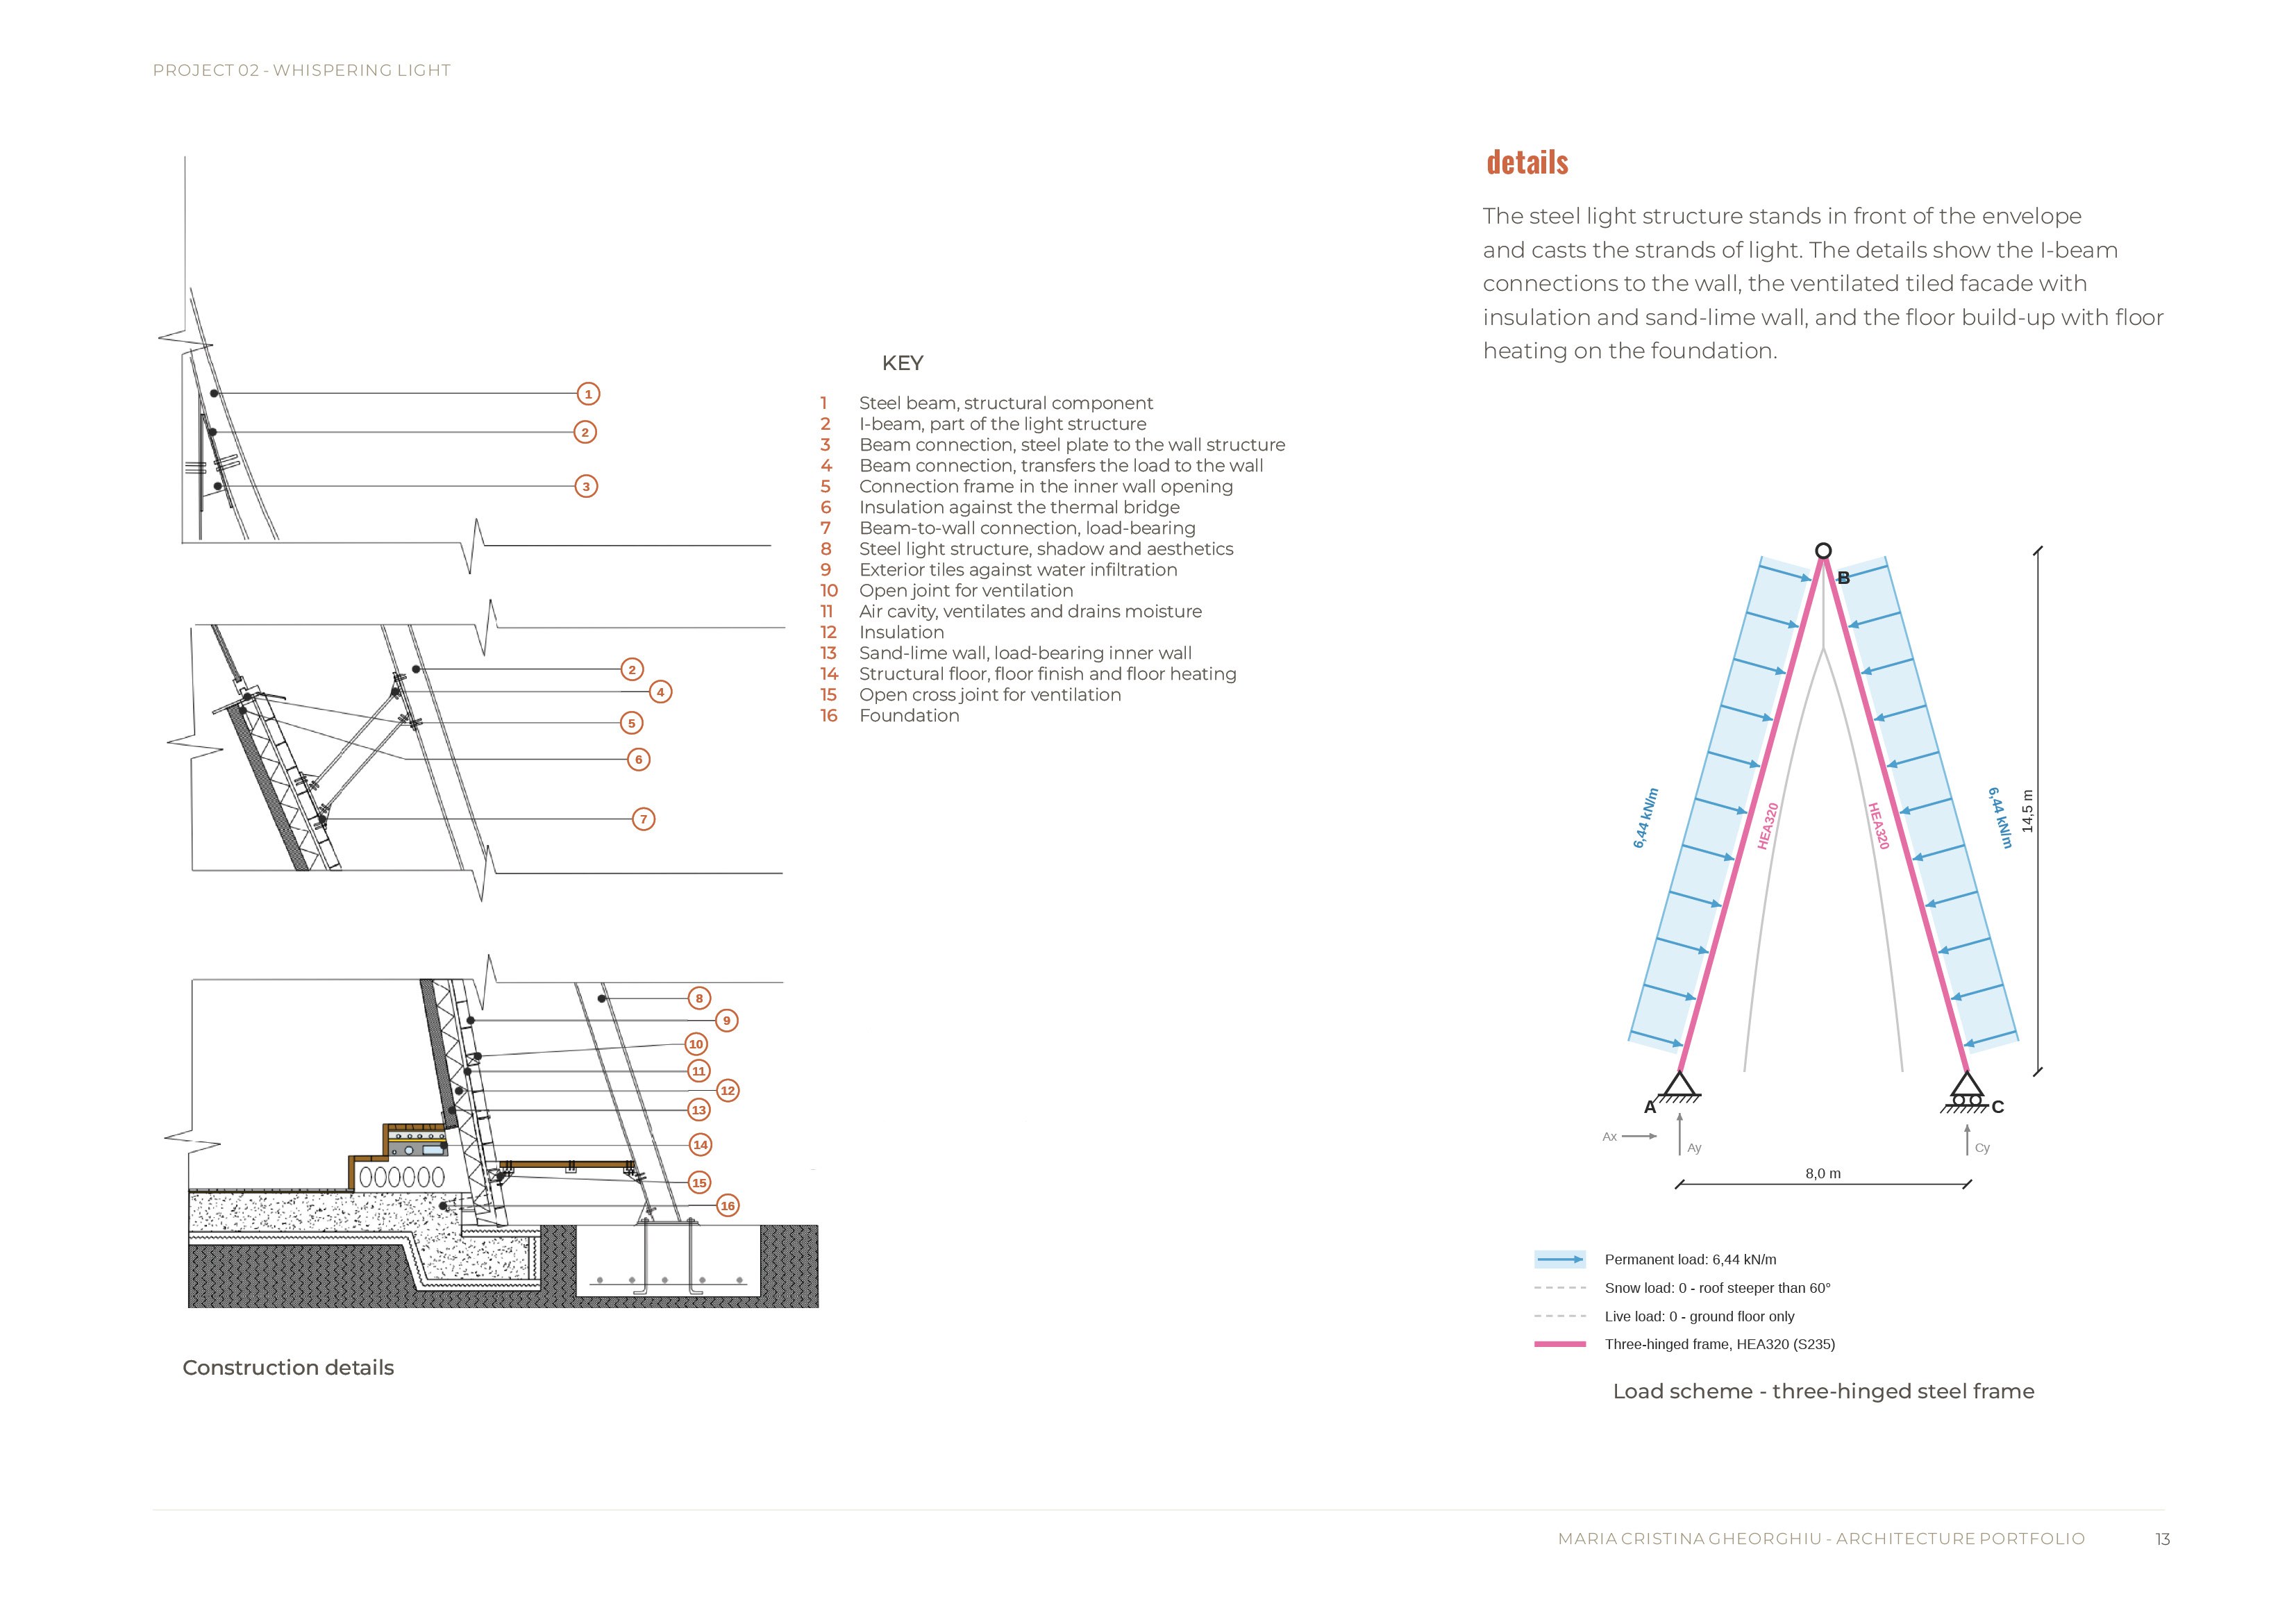 PROJECT 02 - WHISPERING LIGHT
details
The steel light structure stands in front of the envelope
and casts the strands of light. The details show the I-beam
connections to the wall, the ventilated tiled facade with
insulation and sand-lime wall, and the floor build-up with floor
heating on the foundation.
1
2
3
2
4
5
6
7
8
9
10
11
12
13
14
15
16
Construction details
KEY
1 Steel beam, structural component
2 I-beam, part of the light structure
3 Beam connection, steel plate to the wall structure
4 Beam connection, transfers the load to the wall
5 Connection frame in the inner wall opening
6 Insulation against the thermal bridge
7 Beam-to-wall connection, load-bearing
8 Steel light structure, shadow and aesthetics
9 Exterior tiles against water infiltration
10 Open joint for ventilation
11 Air cavity, ventilates and drains moisture
12 Insulation
13 Sand-lime wall, load-bearing inner wall
14 Structural floor, floor finish and floor heating
15 Open cross joint for ventilation
16 Foundation
B
6,44 kN/m
HEA320
HEA320
6,44 kN/m
14,5 m
A
C
Ax
Ay
Cy
8,0 m
Permanent load: 6,44 kN/m
Snow load: 0 - roof steeper than 60°
Live load: 0 - ground floor only
Three-hinged frame, HEA320 (S235)
Load scheme - three-hinged steel frame
MARIA CRISTINA GHEORGHIU - ARCHITECTURE PORTFOLIO
13